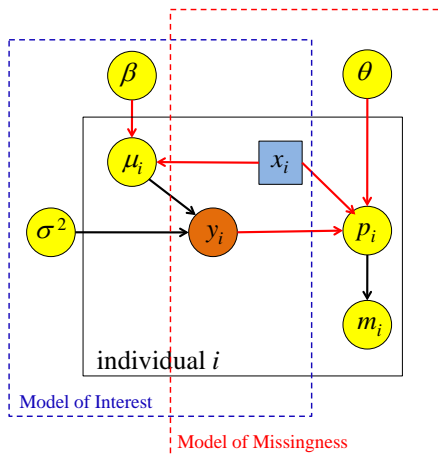 β
θ
μᵢ
xᵢ
σ²
yᵢ
pᵢ
mᵢ
individual i
Model of Interest
Model of Missingness